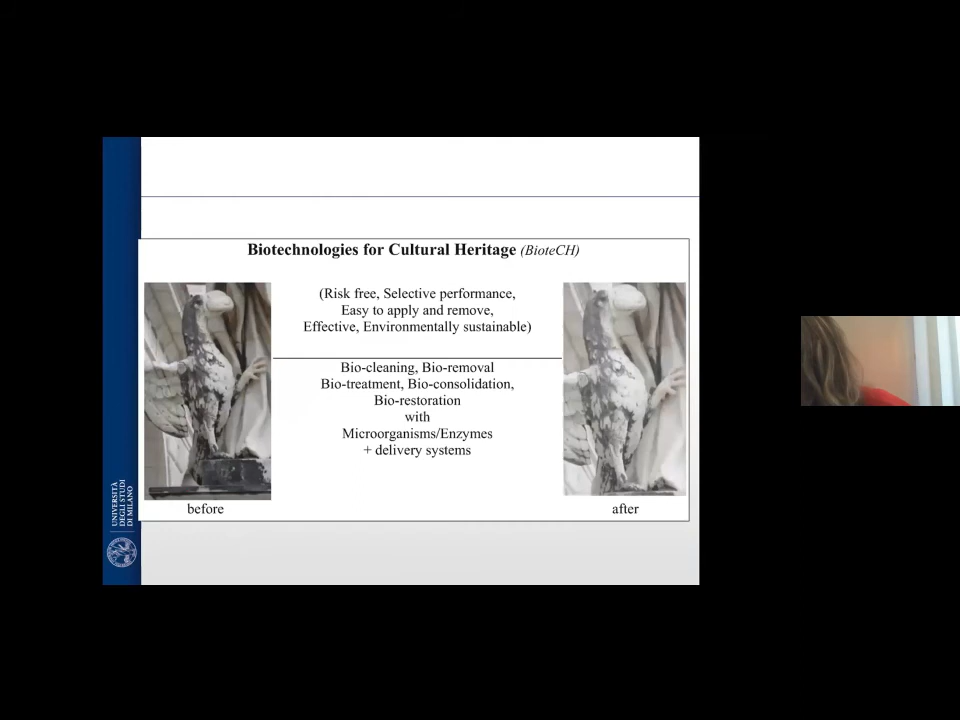 Biotechnologies for Cultural Heritage (BioteCH)
(Risk free, Selective performance,
Easy to apply and remove,
Effective, Environmentally sustainable)
Bio-cleaning, Bio-removal
Bio-treatment, Bio-consolidation,
Bio-restoration
with
Microorganisms/Enzymes
+ delivery systems
before
after
UNIVERSITÀ
DEGLI STUDI
DI MILANO